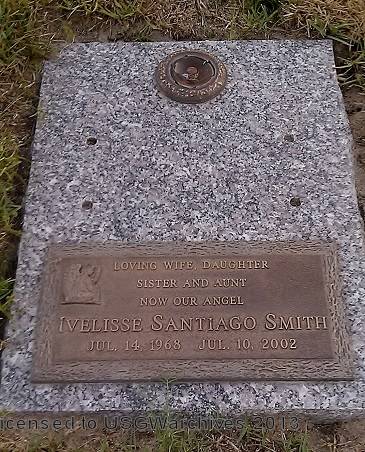 LOVING WIFE, DAUGHTER
SISTER AND AUNT
NOW OUR ANGEL
IVELISSE SANTIAGO SMITH
JUL. 14, 1968 JUL. 10, 2002
icensed to USGWarchives 2013